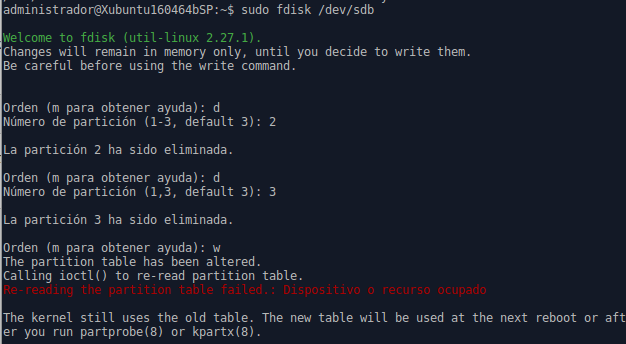 administrador@Xubuntu160464bSP:~$ sudo fdisk /dev/sdb
Welcome to fdisk (util-linux 2.27.1).
Changes will remain in memory only, until you decide to write them.
Be careful before using the write command.
Orden (m para obtener ayuda): d
Número de partición (1-3, default 3): 2
La partición 2 ha sido eliminada.
Orden (m para obtener ayuda): d
Número de partición (1,3, default 3): 3
La partición 3 ha sido eliminada.
Orden (m para obtener ayuda): w
The partition table has been altered.
Calling ioctl() to re-read partition table.
Re-reading the partition table failed.: Dispositivo o recurso ocupado
The kernel still uses the old table. The new table will be used at the next reboot or aft
er you run partprobe(8) or kpartx(8).